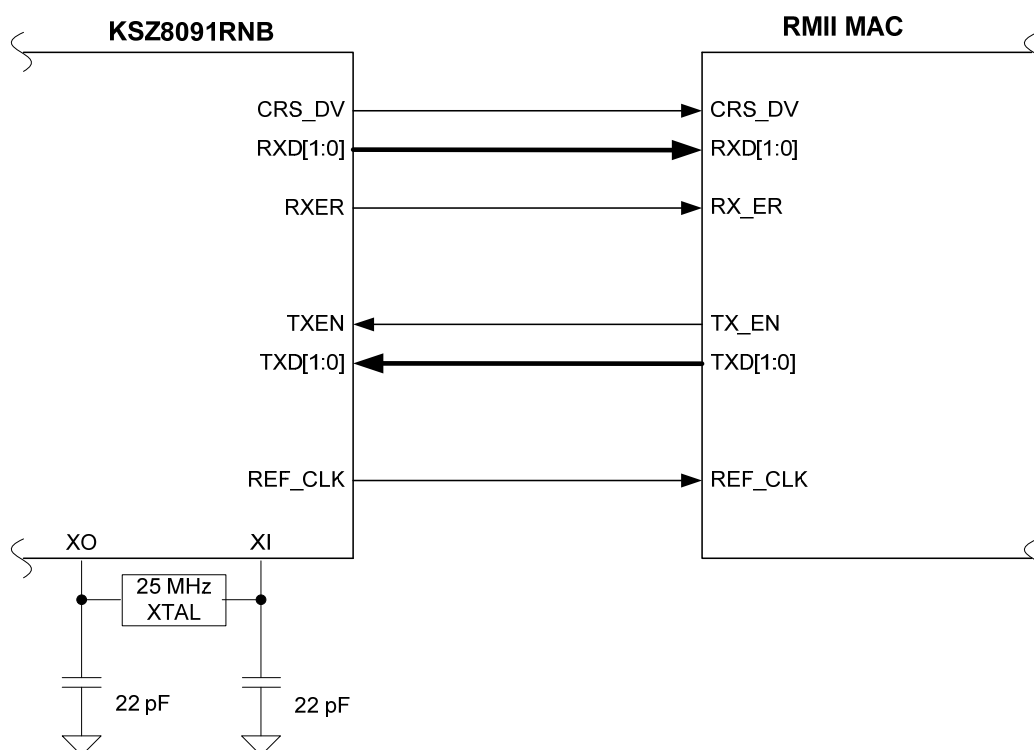 KSZ8091RNB
RMII MAC
CRS_DV
CRS_DV
RXD[1:0]
RXD[1:0]
RXER
RX_ER
TXEN
TX_EN
TXD[1:0]
TXD[1:0]
REF_CLK
REF_CLK
XO
XI
25 MHz
XTAL
22 pF
22 pF